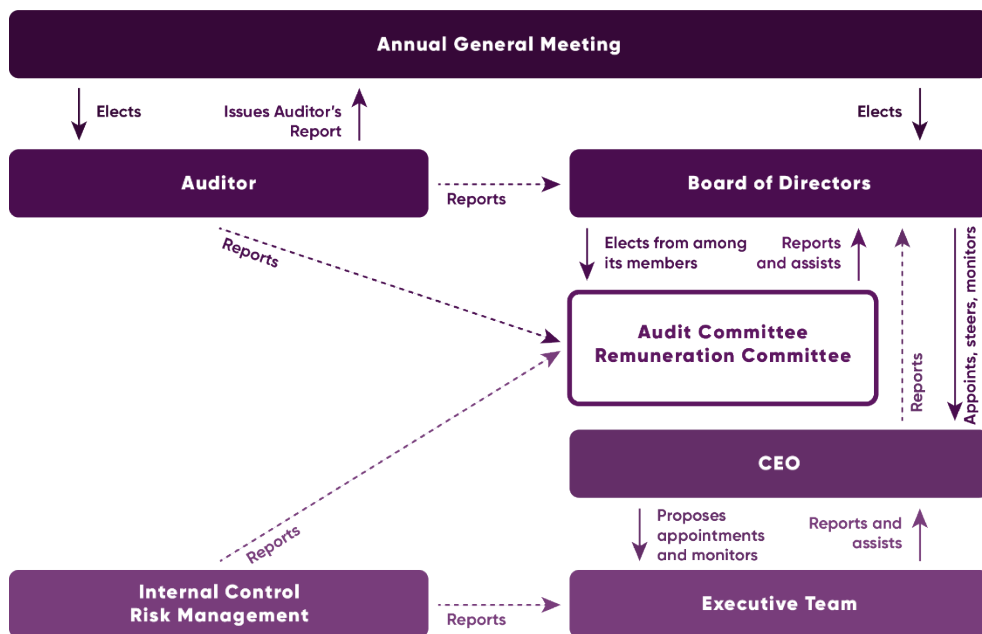 Annual General Meeting
Elects
Issues Auditor's
Report
Elects
Auditor
Reports
Board of Directors
Reports
Elects from among
its members
Reports
and assists
Appoints, steers, monitors
Audit Committee
Remuneration Committee
Reports
CEO
Reports
Proposes
appointments
and monitors
Reports and
assists
Internal Control
Risk Management
Reports
Executive Team